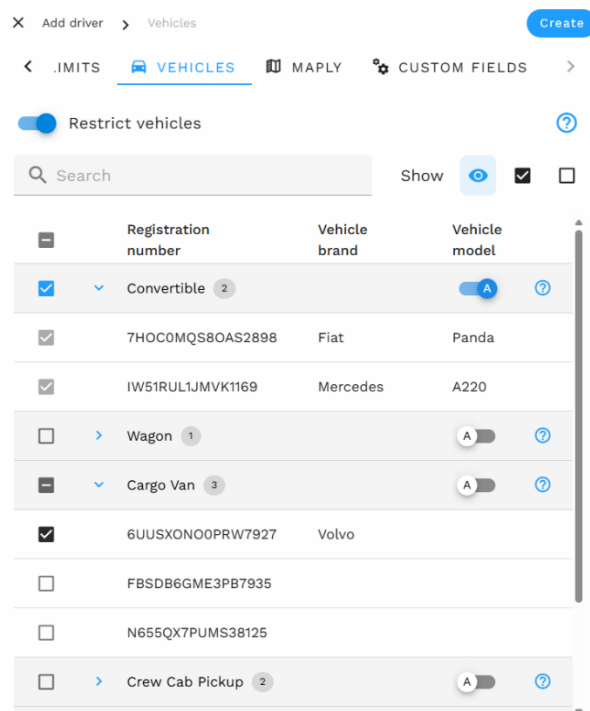 Add driver > Vehicles
Create
.IMITS VEHICLES MAPLY CUSTOM FIELDS
Restrict vehicles
Search
Show
Registration number
Vehicle brand
Vehicle model
Convertible 2 A
7HOC0MQS8OAS2898 Fiat Panda
IW51RUL1JMVK1169 Mercedes A220
Wagon 1 A
Cargo Van 3 A
6UUSXONO0PRW7927 Volvo
FBSDB6GME3PB7935
N655QX7PUMS38125
Crew Cab Pickup 2 A